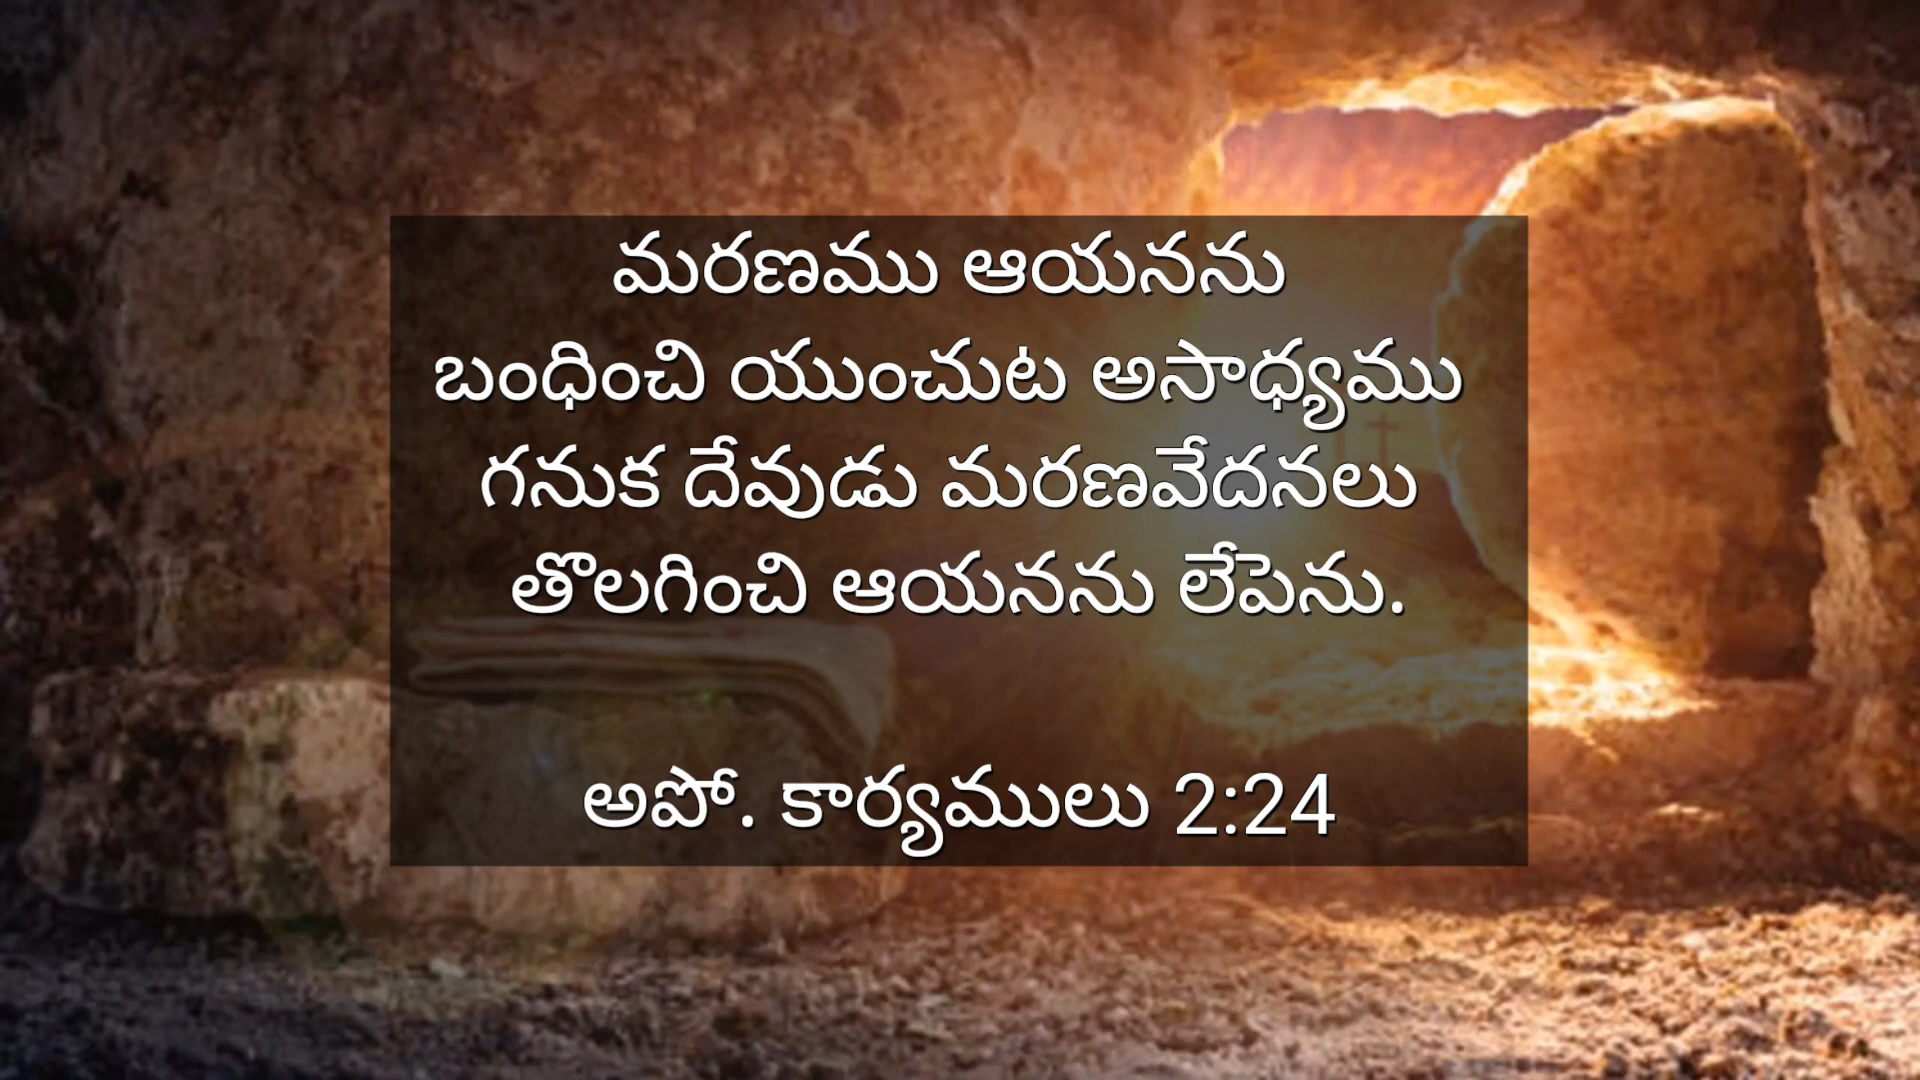 మరణము ఆయనను
బంధించి యుంచుట అసాధ్యము
గనుక దేవుడు మరణవేదనలు
తొలగించి ఆయనను లేపెను.
అపో. కార్యములు 2:24